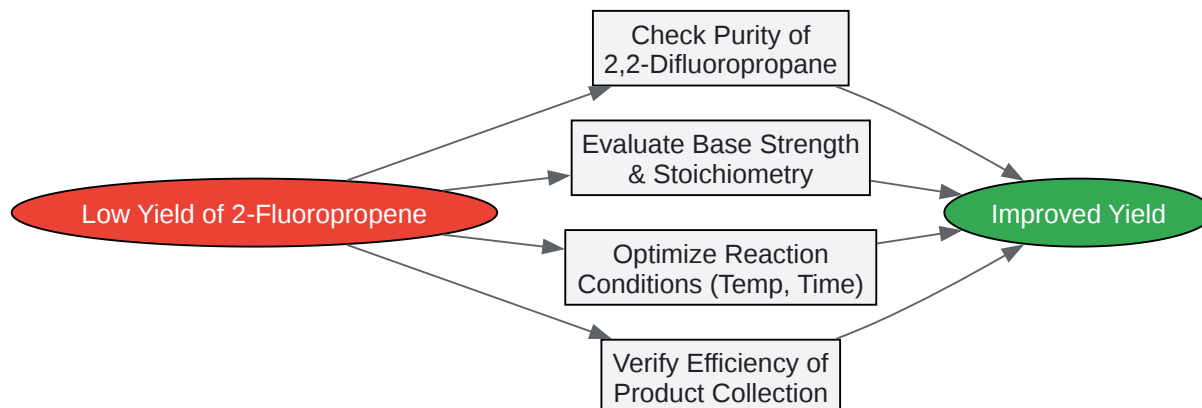 Check Purity of
2,2-Difluoropropane
Evaluate Base Strength
& Stoichiometry
Low Yield of 2-Fluoropropene
Improved Yield
Optimize Reaction
Conditions (Temp, Time)
Verify Efficiency of
Product Collection